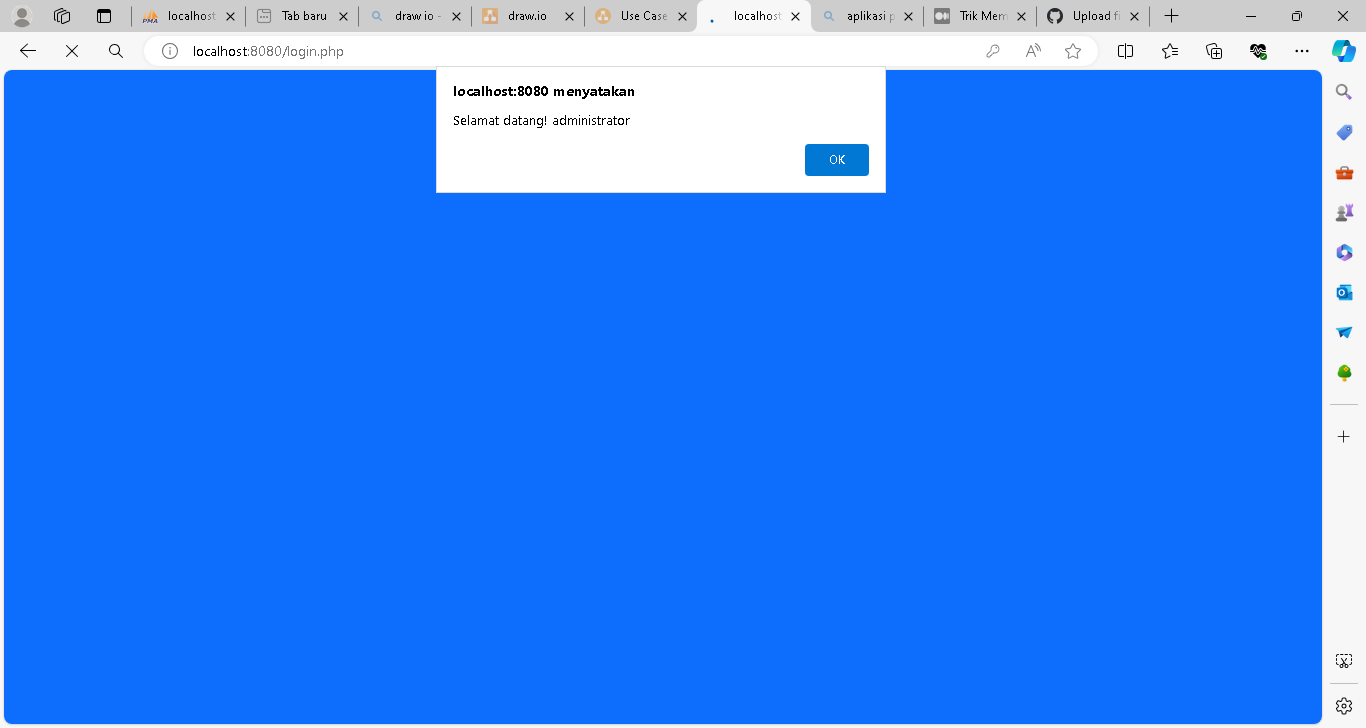 localhost
Tab baru
draw io -
draw.io
Use Case
localhost
aplikasi p
Trik Mem
Upload fi
localhost:8080/login.php
localhost:8080 menyatakan
Selamat datang! administrator
OK